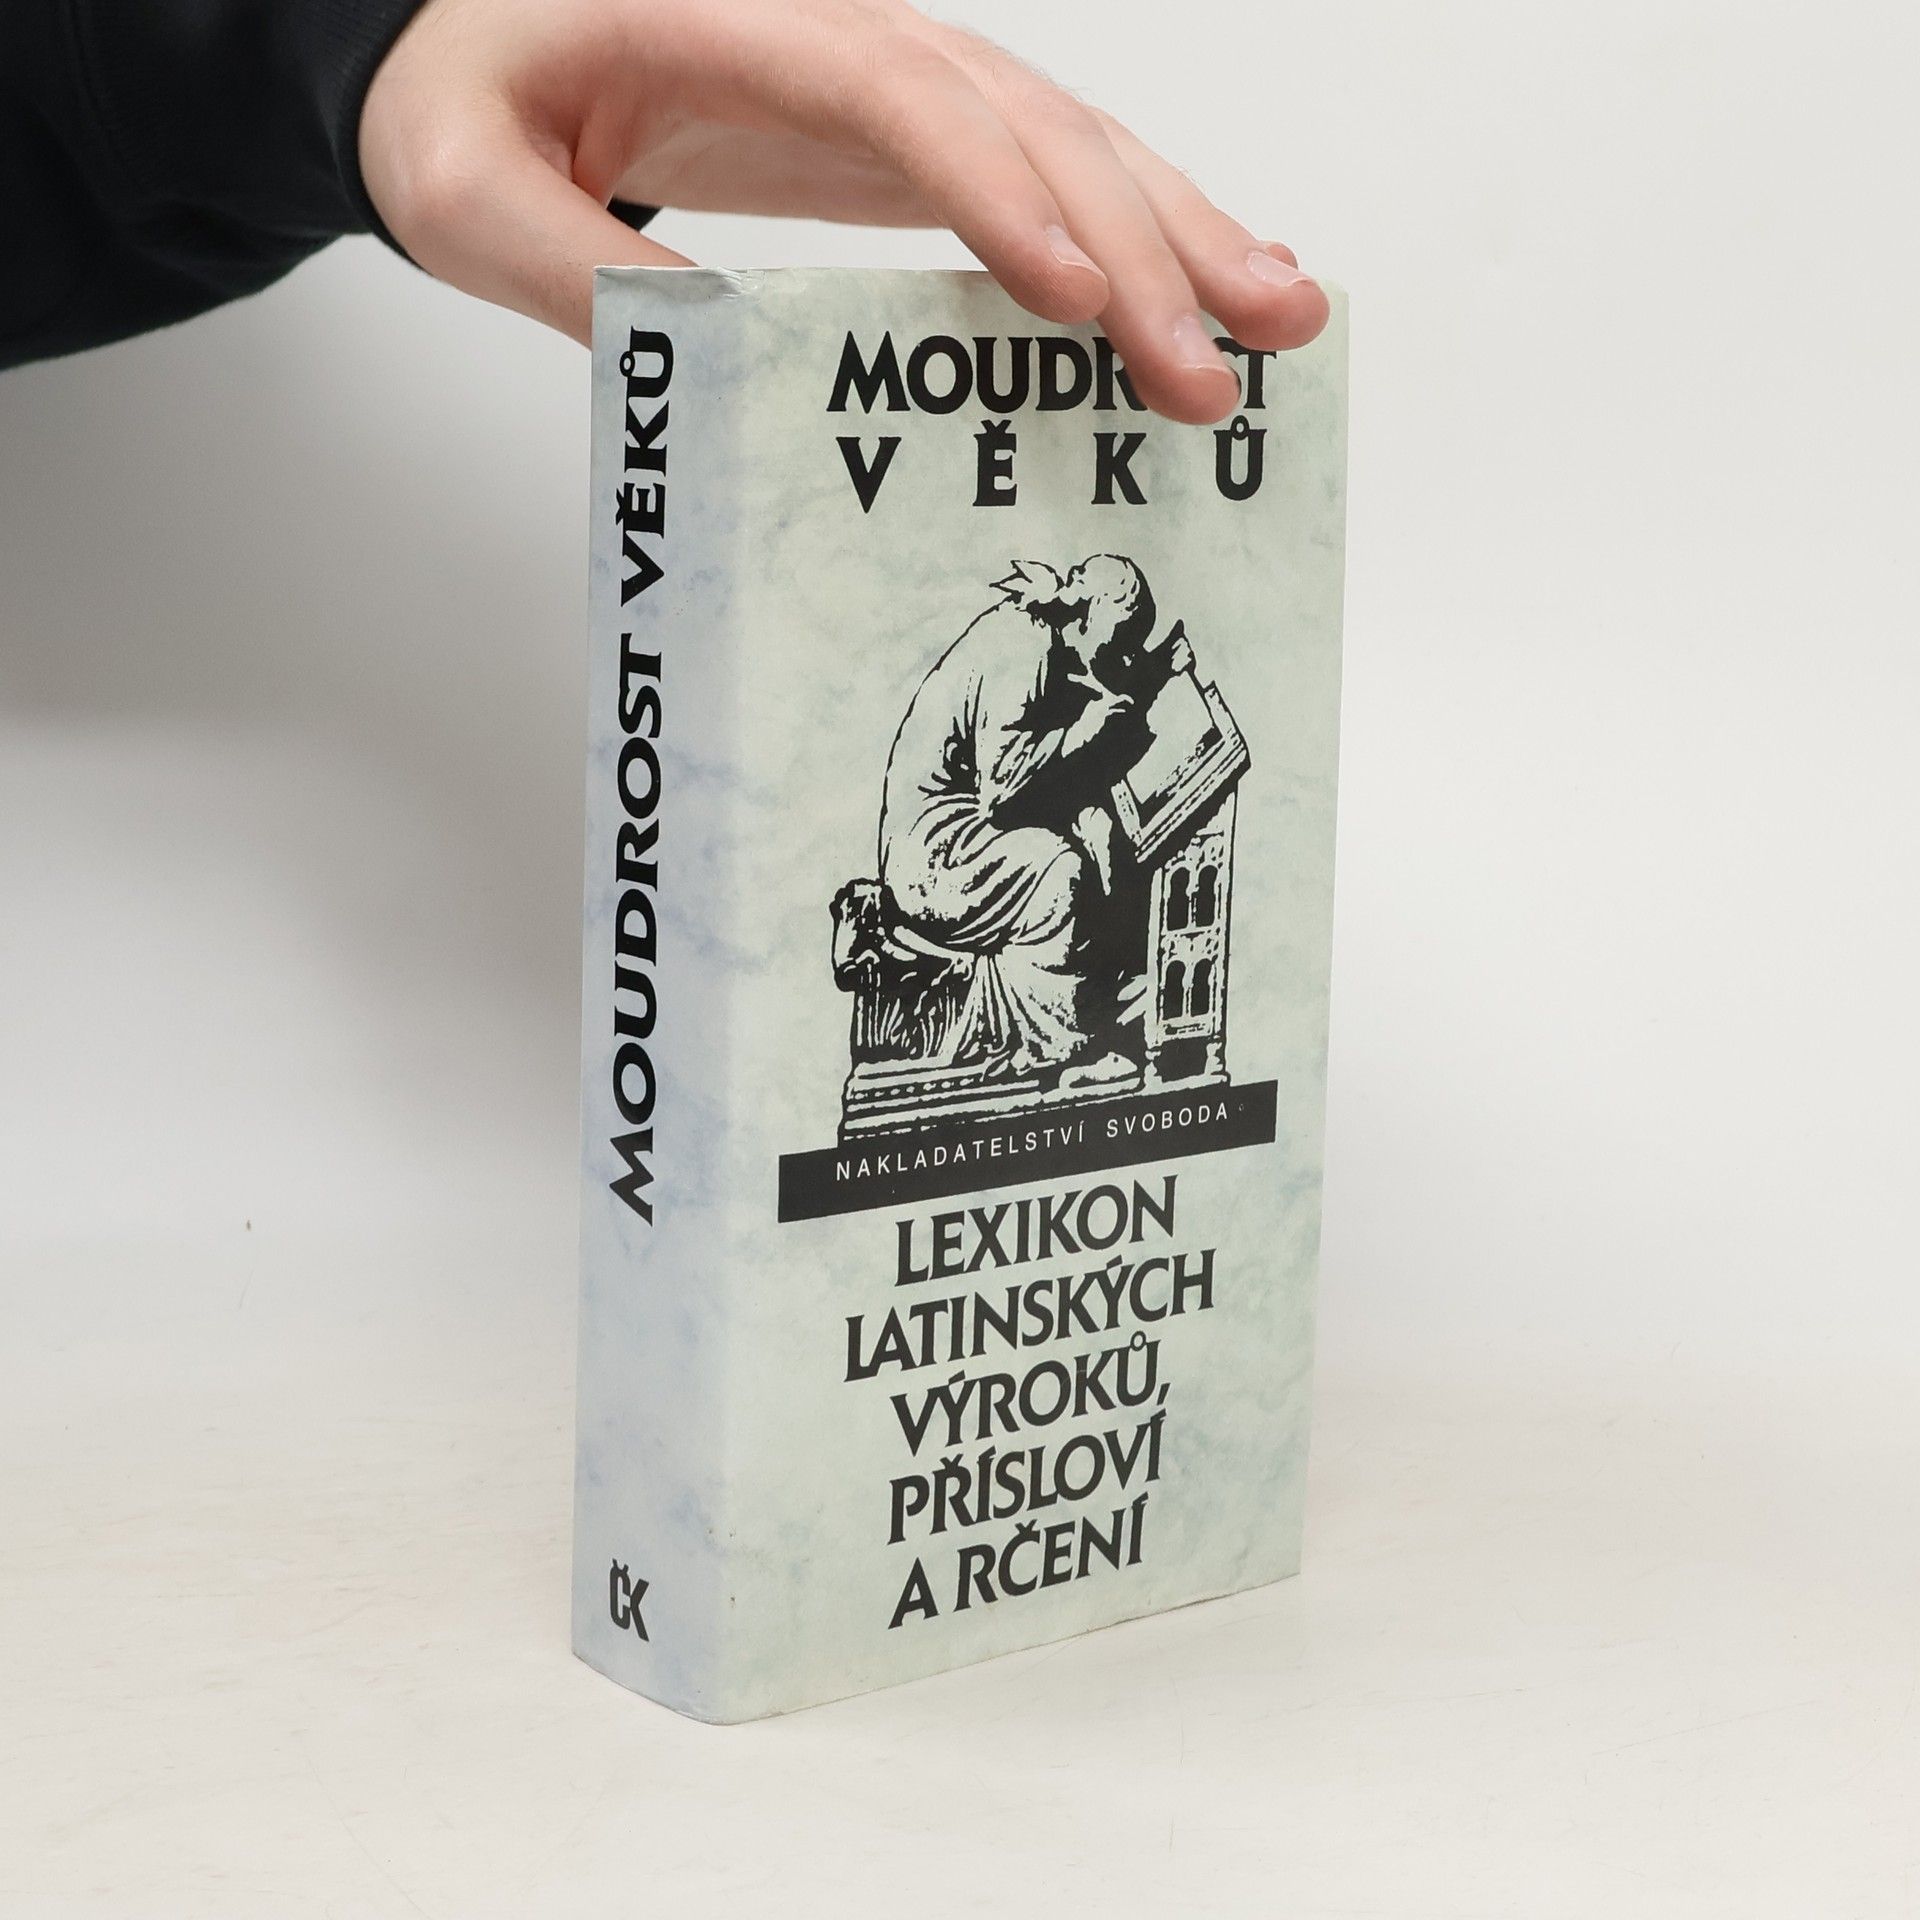 MOUDROST VĚKŮ
ČK
MOUDROST
VĚKŮ
NAKLADATELSTVÍ SVOBODA
LEXIKON
LATINSKÝCH
VÝROKŮ,
PŘÍSLOVÍ
A RČENÍ